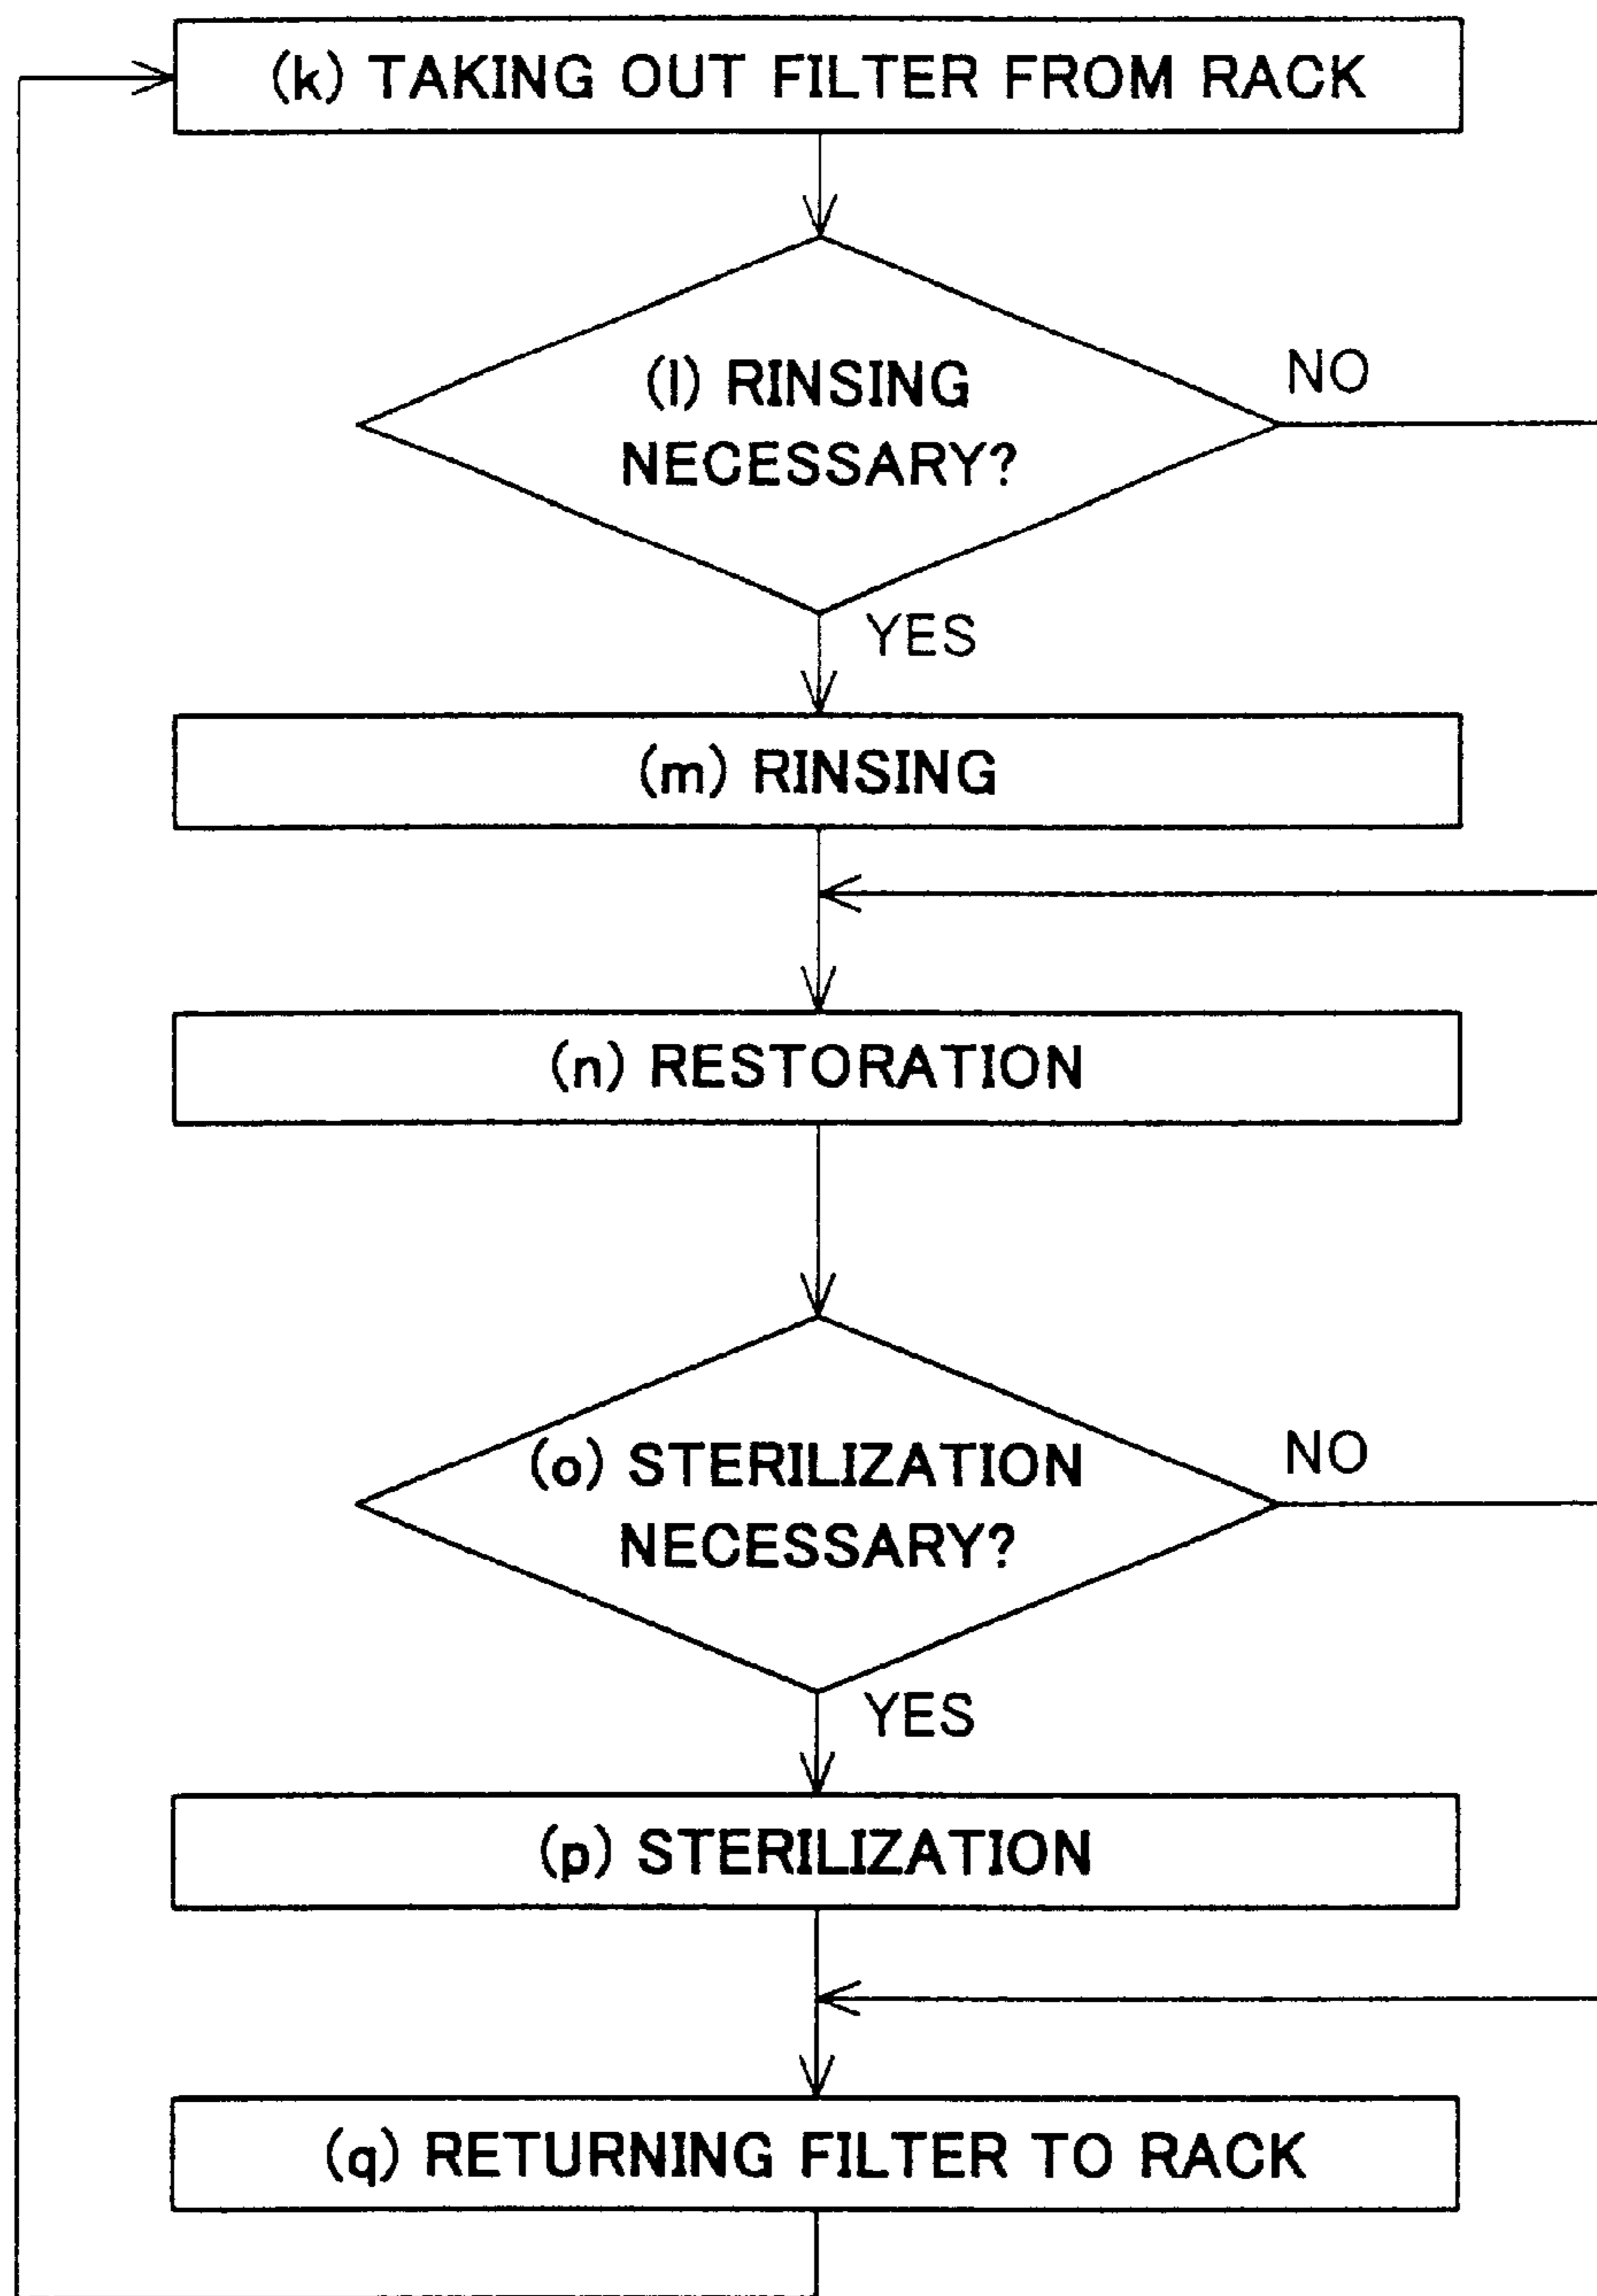 (k) TAKING OUT FILTER FROM RACK
(l) RINSING
NECESSARY?
NO
YES
(m) RINSING
(n) RESTORATION
(o) STERILIZATION
NECESSARY?
NO
YES
(p) STERILIZATION
(q) RETURNING FILTER TO RACK